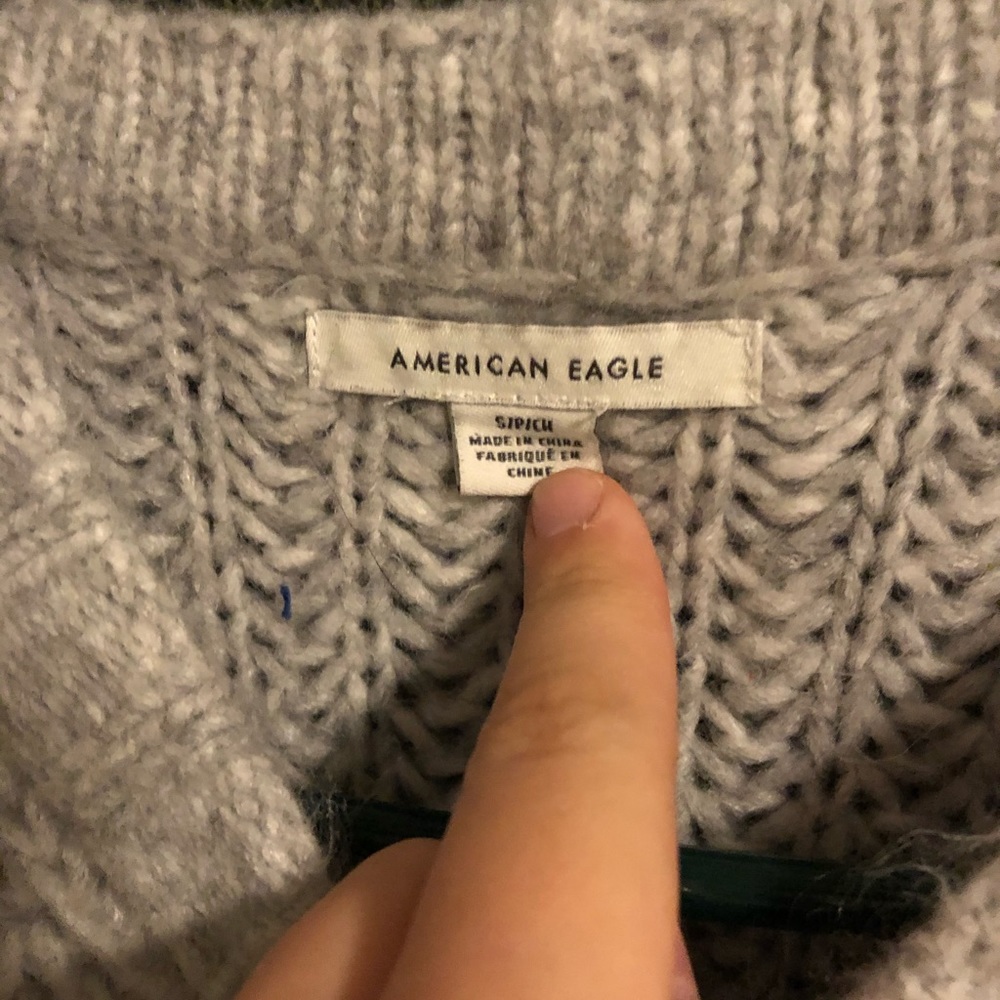 AMERICAN EAGLE
S/P/CH
MADE IN CHINA
FABRIQUÉ EN
CHINE